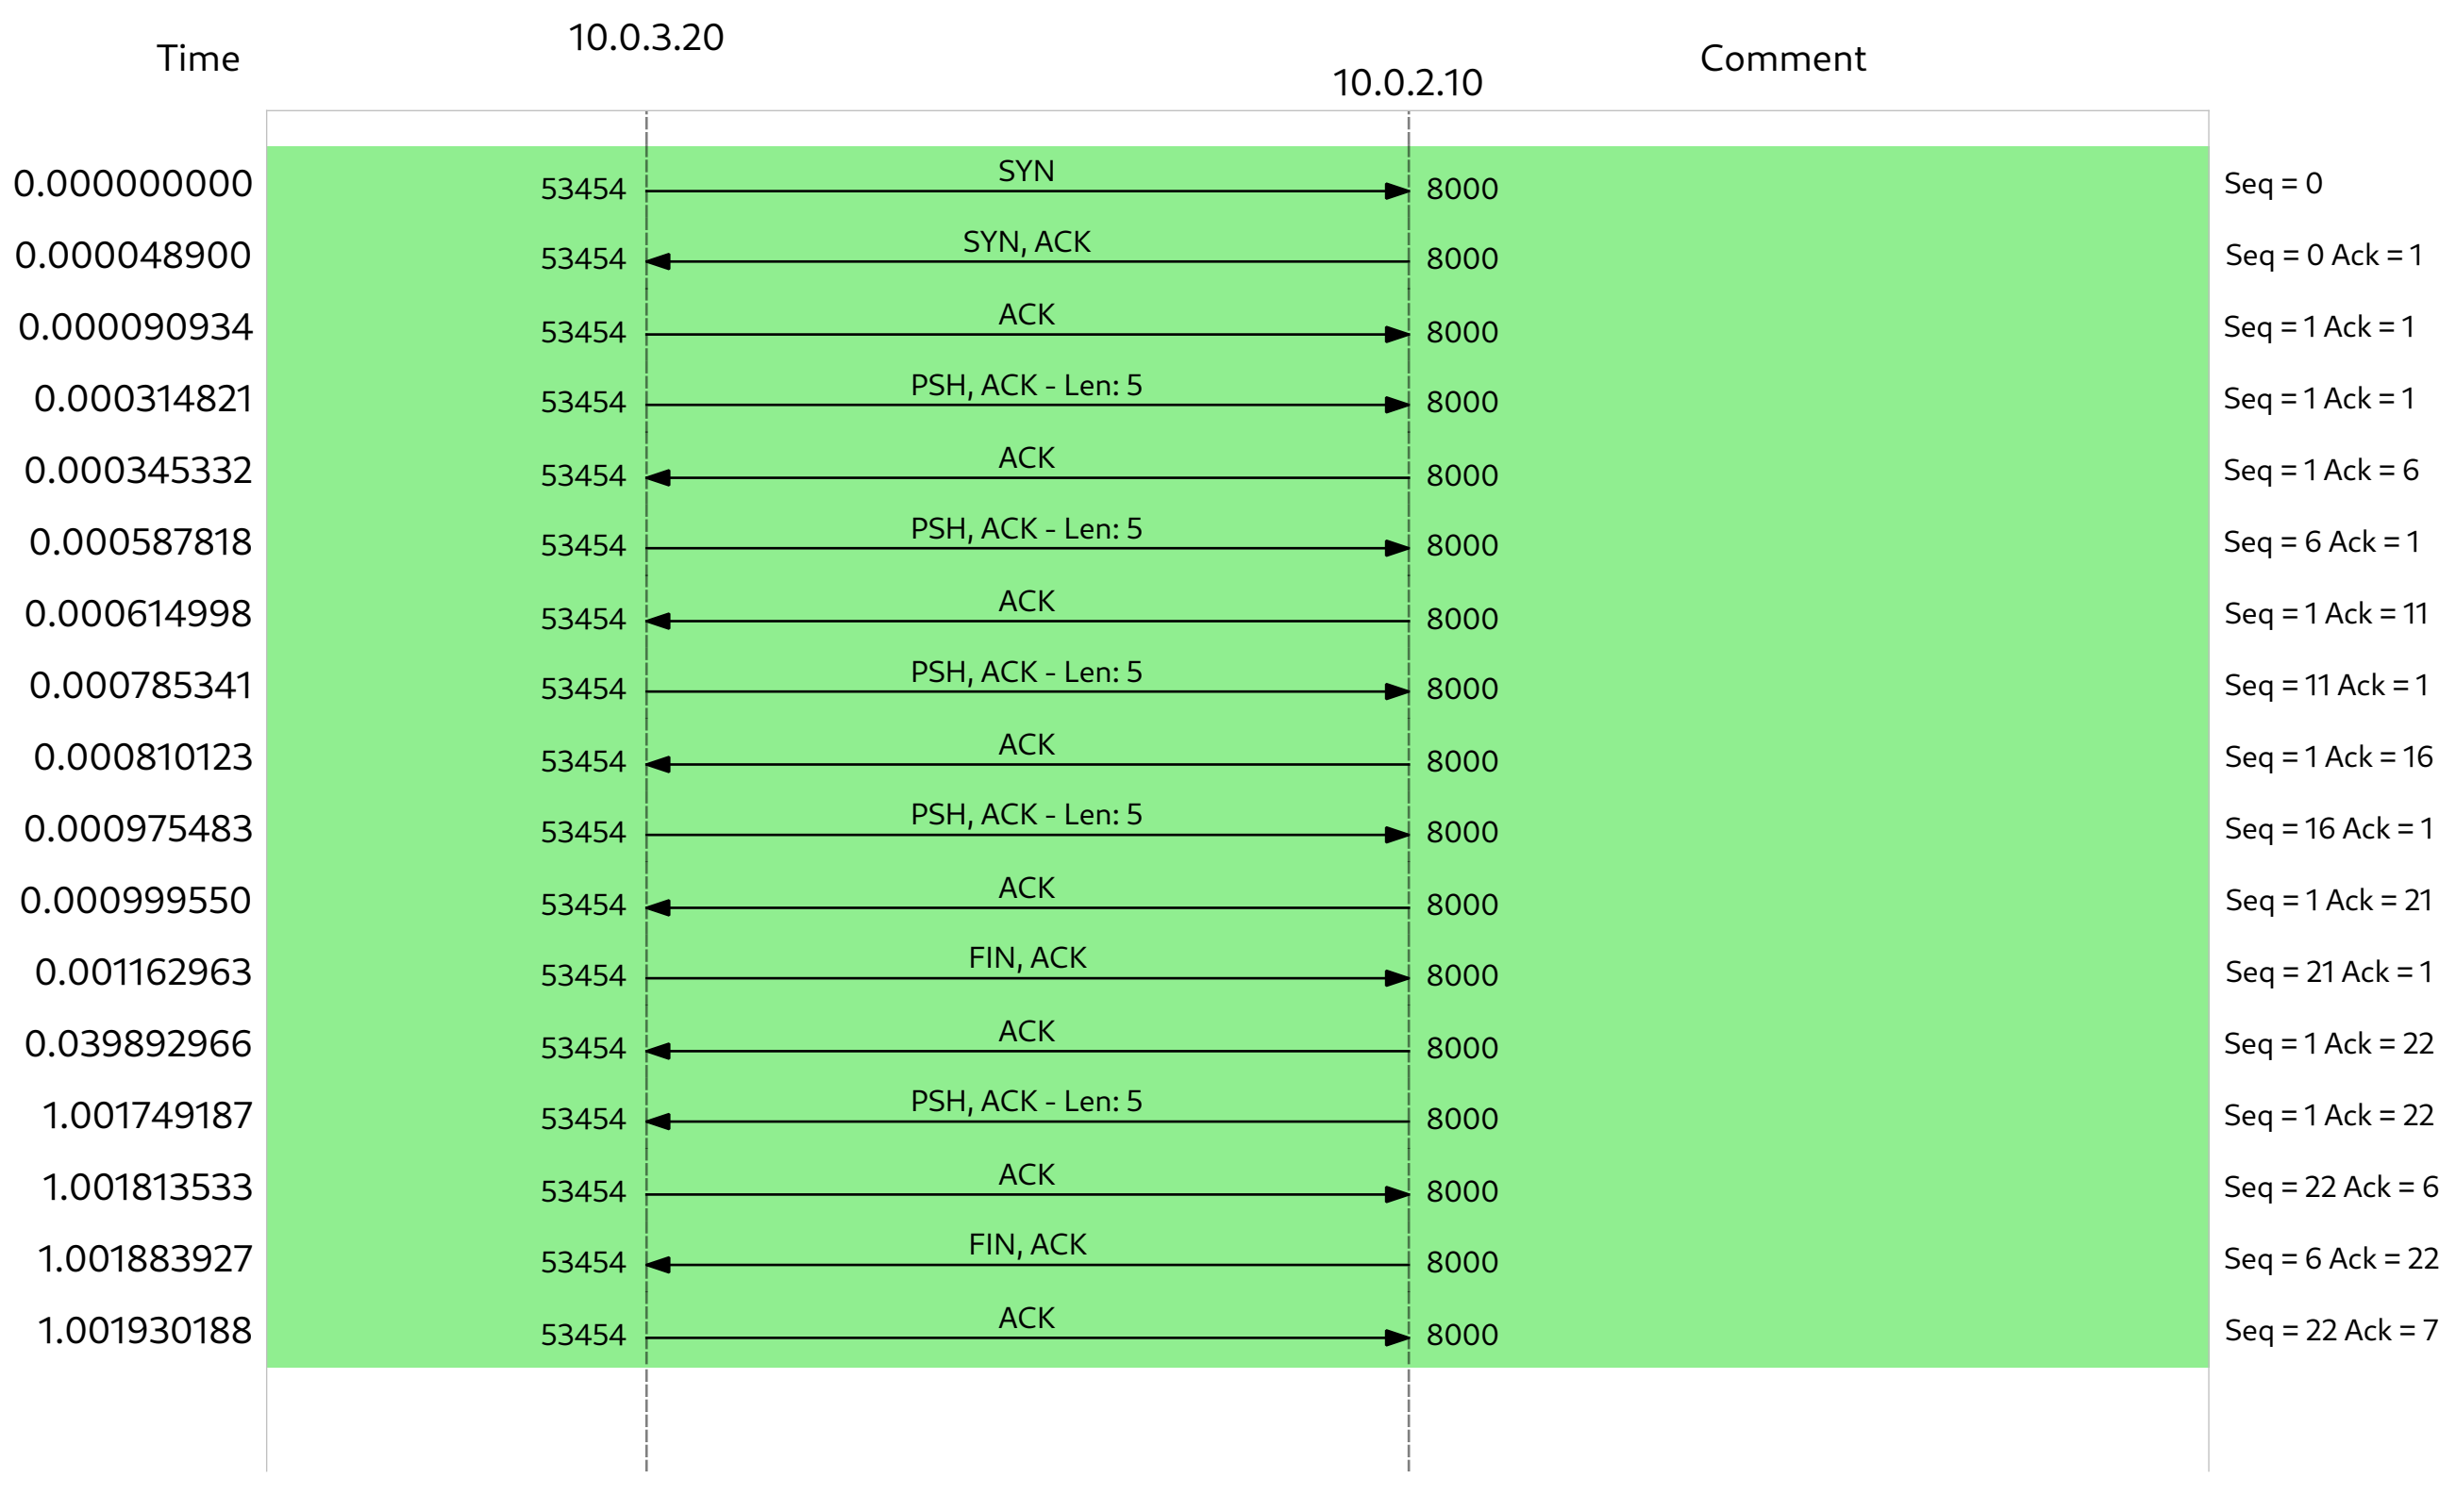 Time 10.0.3.20 10.0.2.10 Comment
SYN
0.000000000 53454 8000 Seq = 0
SYN, ACK
0.000048900 53454 8000 Seq = 0 Ack = 1
ACK
0.000090934 53454 8000 Seq = 1 Ack = 1
PSH, ACK - Len: 5
0.000314821 53454 8000 Seq = 1 Ack = 1
ACK
0.000345332 53454 8000 Seq = 1 Ack = 6
PSH, ACK - Len: 5
0.000587818 53454 8000 Seq = 6 Ack = 1
ACK
0.000614998 53454 8000 Seq = 1 Ack = 11
PSH, ACK - Len: 5
0.000785341 53454 8000 Seq = 11 Ack = 1
ACK
0.000810123 53454 8000 Seq = 1 Ack = 16
PSH, ACK - Len: 5
0.000975483 53454 8000 Seq = 16 Ack = 1
ACK
0.000999550 53454 8000 Seq = 1 Ack = 21
FIN, ACK
0.001162963 53454 8000 Seq = 21 Ack = 1
ACK
0.039892966 53454 8000 Seq = 1 Ack = 22
PSH, ACK - Len: 5
1.001749187 53454 8000 Seq = 1 Ack = 22
ACK
1.001813533 53454 8000 Seq = 22 Ack = 6
FIN, ACK
1.001883927 53454 8000 Seq = 6 Ack = 22
ACK
1.001930188 53454 8000 Seq = 22 Ack = 7